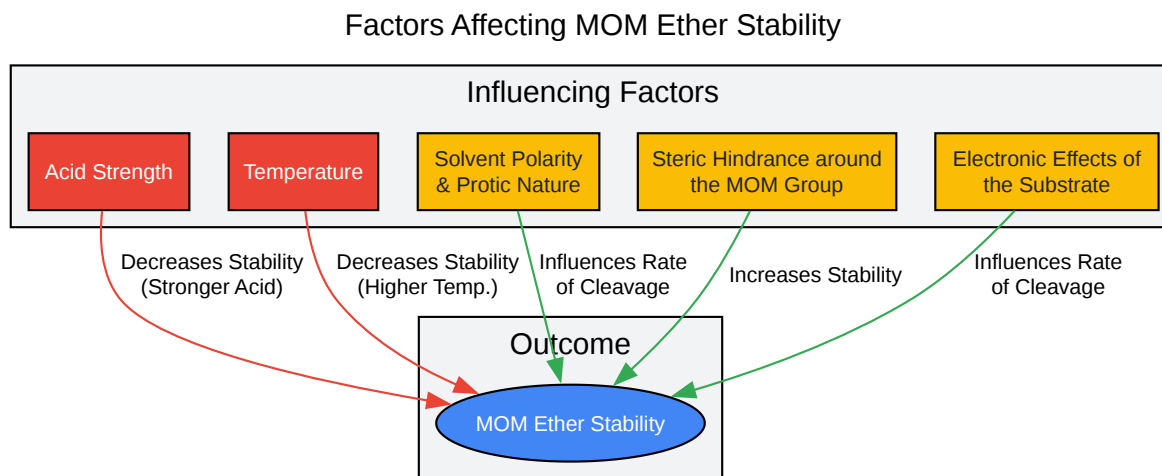 Factors Affecting MOM Ether Stability
Influencing Factors
Acid Strength
Temperature
Solvent Polarity
& Protic Nature
Steric Hindrance around
the MOM Group
Electronic Effects of
the Substrate
Decreases Stability
(Stronger Acid)
Decreases Stability
(Higher Temp.)
Influences Rate
of Cleavage
Increases Stability
Influences Rate
of Cleavage
Outcome
MOM Ether Stability